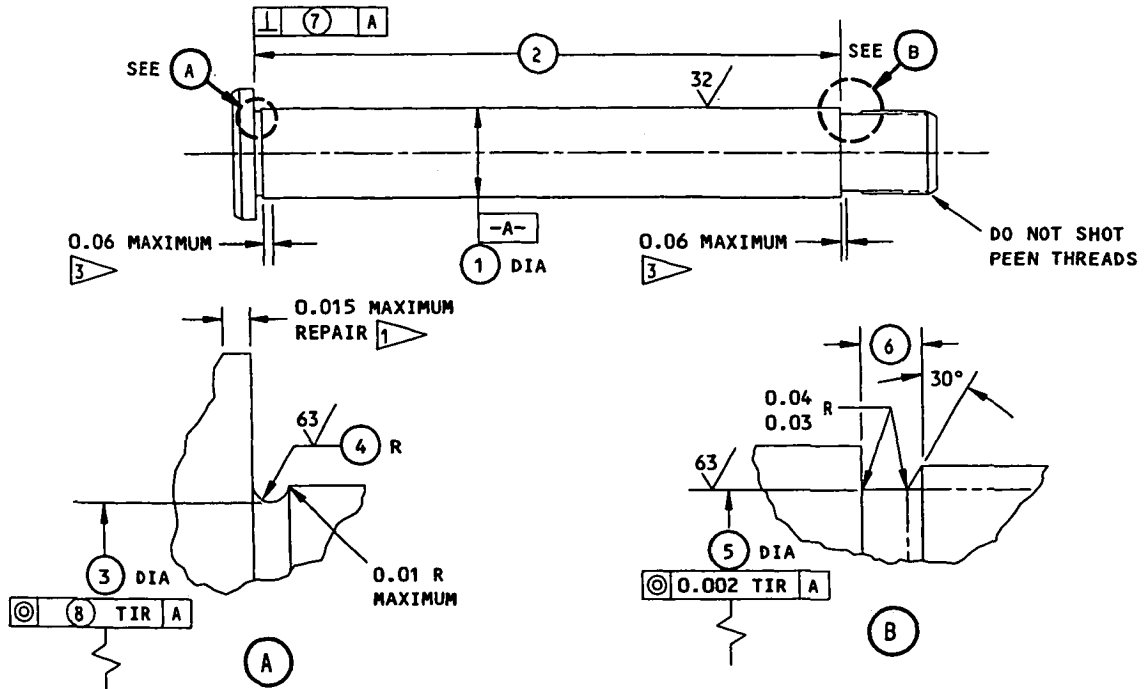 ⊥ 7 A
2
SEE A
SEE B
32
0.06 MAXIMUM
3
-A-
1 DIA
0.06 MAXIMUM
3
DO NOT SHOT
PEEN THREADS
0.015 MAXIMUM
REPAIR 1
63
4 R
3 DIA
◎ 8 TIR A
0.01 R
MAXIMUM
A
6
30°
0.04
0.03 R
63
5 DIA
◎ 0.002 TIR A
B